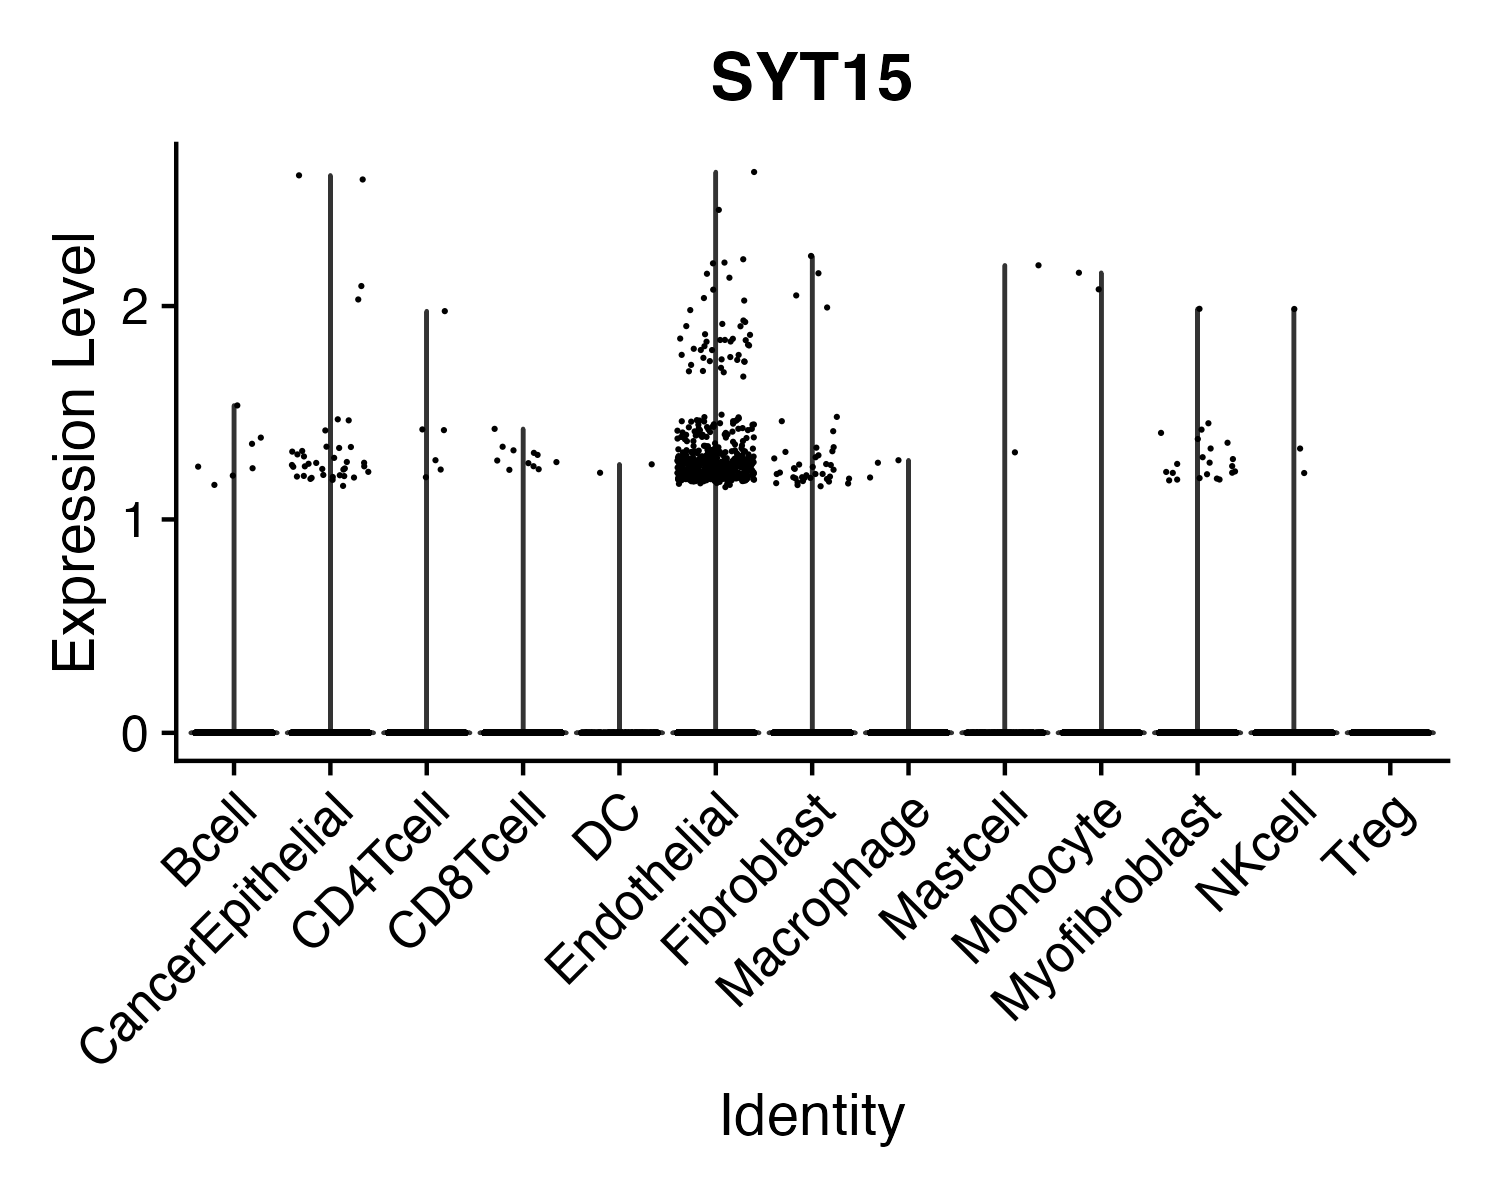 SYT15
Expression Level
2
1
0
Bcell
CancerEpithelial
CD4Tcell
CD8Tcell
DC
Endothelial
Fibroblast
Macrophage
Mastcell
Monocyte
Myofibroblast
NKcell
Treg
Identity